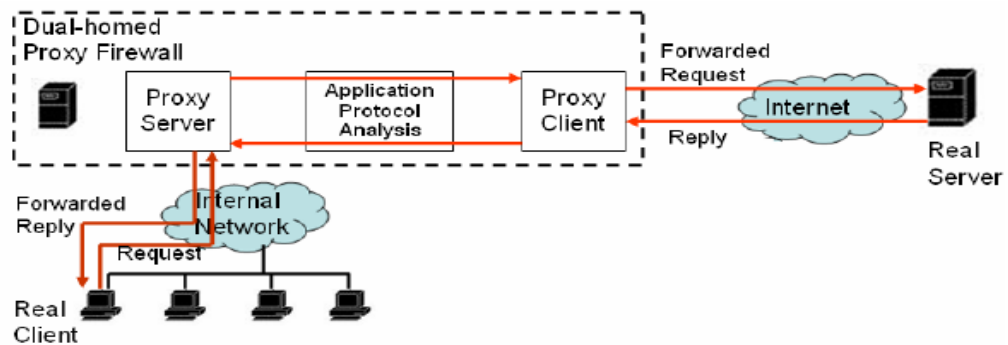 Dual-homed
Proxy Firewall
Proxy
Server
Application
Protocol
Analysis
Proxy
Client
Forwarded
Request
Internet
Reply
Real
Server
Forwarded
Reply
Internal
Network
Request
Real
Client